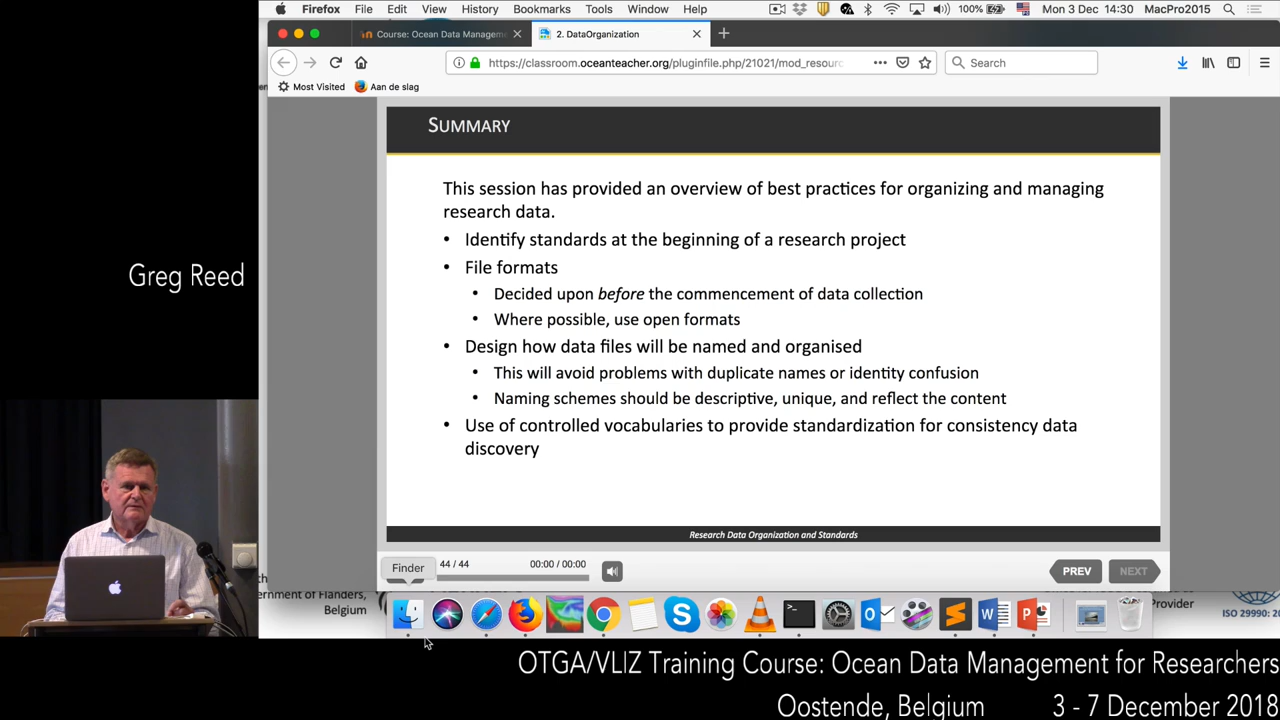 Firefox File Edit View History Bookmarks Tools Window Help 100% Mon 3 Dec 14:30 MacPro2015
Course: Ocean Data Manageme
2. DataOrganization
https://classroom.oceanteacher.org/pluginfile.php/21021/mod_resourc
Search
Most Visited Aan de slag
SUMMARY
This session has provided an overview of best practices for organizing and managing
research data.
• Identify standards at the beginning of a research project
• File formats
• Decided upon before the commencement of data collection
• Where possible, use open formats
• Design how data files will be named and organised
• This will avoid problems with duplicate names or identity confusion
• Naming schemes should be descriptive, unique, and reflect the content
• Use of controlled vocabularies to provide standardization for consistency data
discovery
Research Data Organization and Standards
Finder
44 / 44
00:00 / 00:00
PREV
NEXT
Greg Reed
ernment of Flanders,
Belgium
Provider
ISO 29990: 20
OTGA/VLIZ Training Course: Ocean Data Management for Researchers
Oostende, Belgium 3 - 7 December 2018